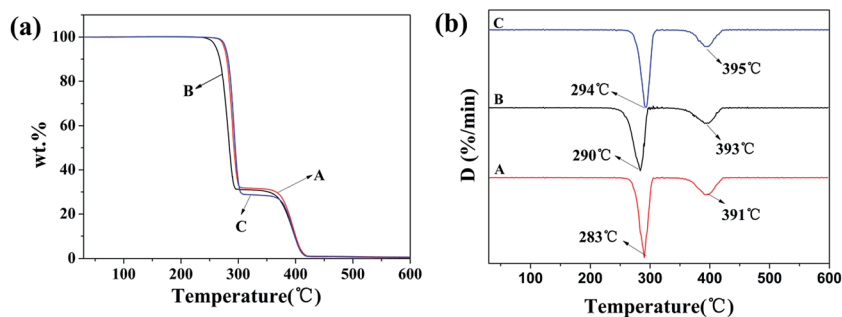 (a)
100
80
60
40
20
0
wt.%
B
A
C
100 200 300 400 500 600
Temperature(℃)
(b)
C
395℃
294℃
B
393℃
290℃
A
391℃
283℃
D (%/min)
100 200 300 400 500 600
Temperature(℃)